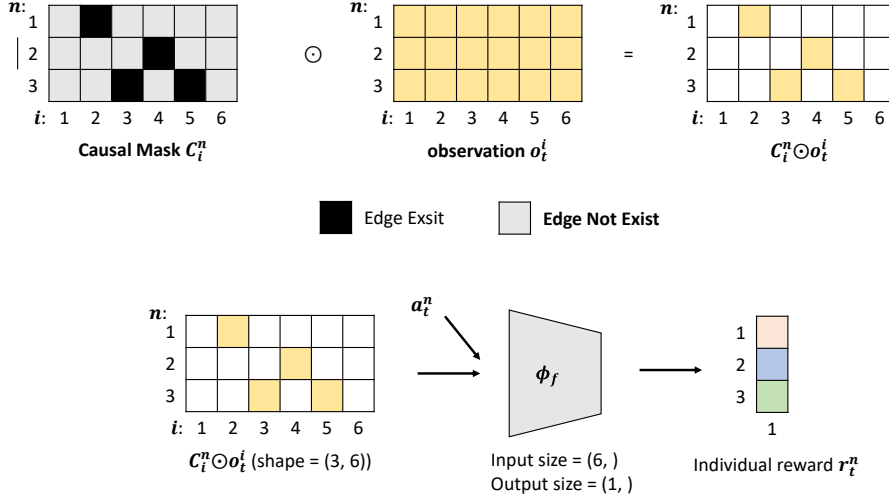 n: n: n:
1 1 1
2 ⊙ 2 = 2
3 3 3
i: 1 2 3 4 5 6 i: 1 2 3 4 5 6 i: 1 2 3 4 5 6
Causal Mask C_i^n observation o_t^i C_i^n⊙o_t^i
Edge Exsit Edge Not Exist
n: a_t^n
1 1
2 ϕ_f 2
3 3
i: 1 2 3 4 5 6 1
C_i^n⊙o_t^i (shape = (3, 6)) Input size = (6, ) Individual reward r_t^n
Output size = (1, )